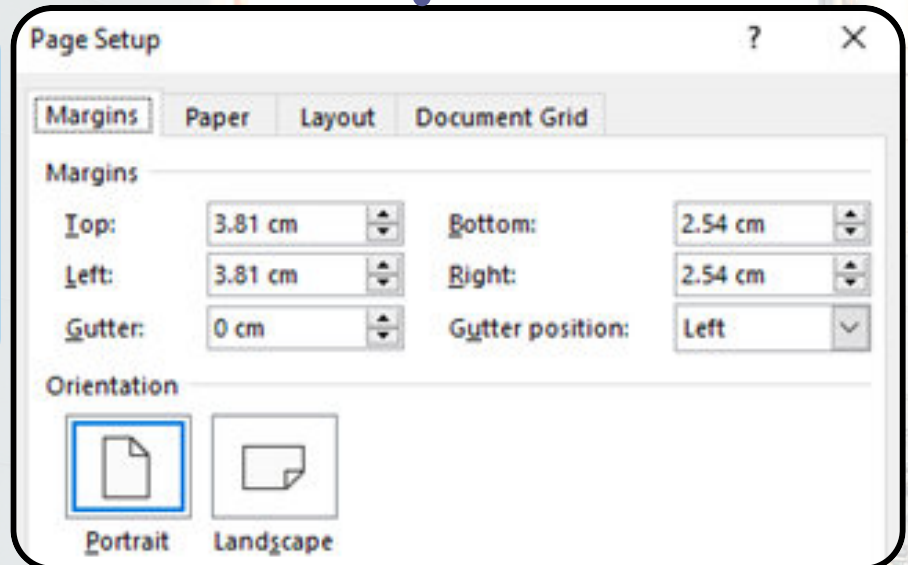 Page Setup ? X
Margins Paper Layout Document Grid
Margins
Top: 3.81 cm Bottom: 2.54 cm
Left: 3.81 cm Right: 2.54 cm
Gutter: 0 cm Gutter position: Left
Orientation
Portrait Landscape